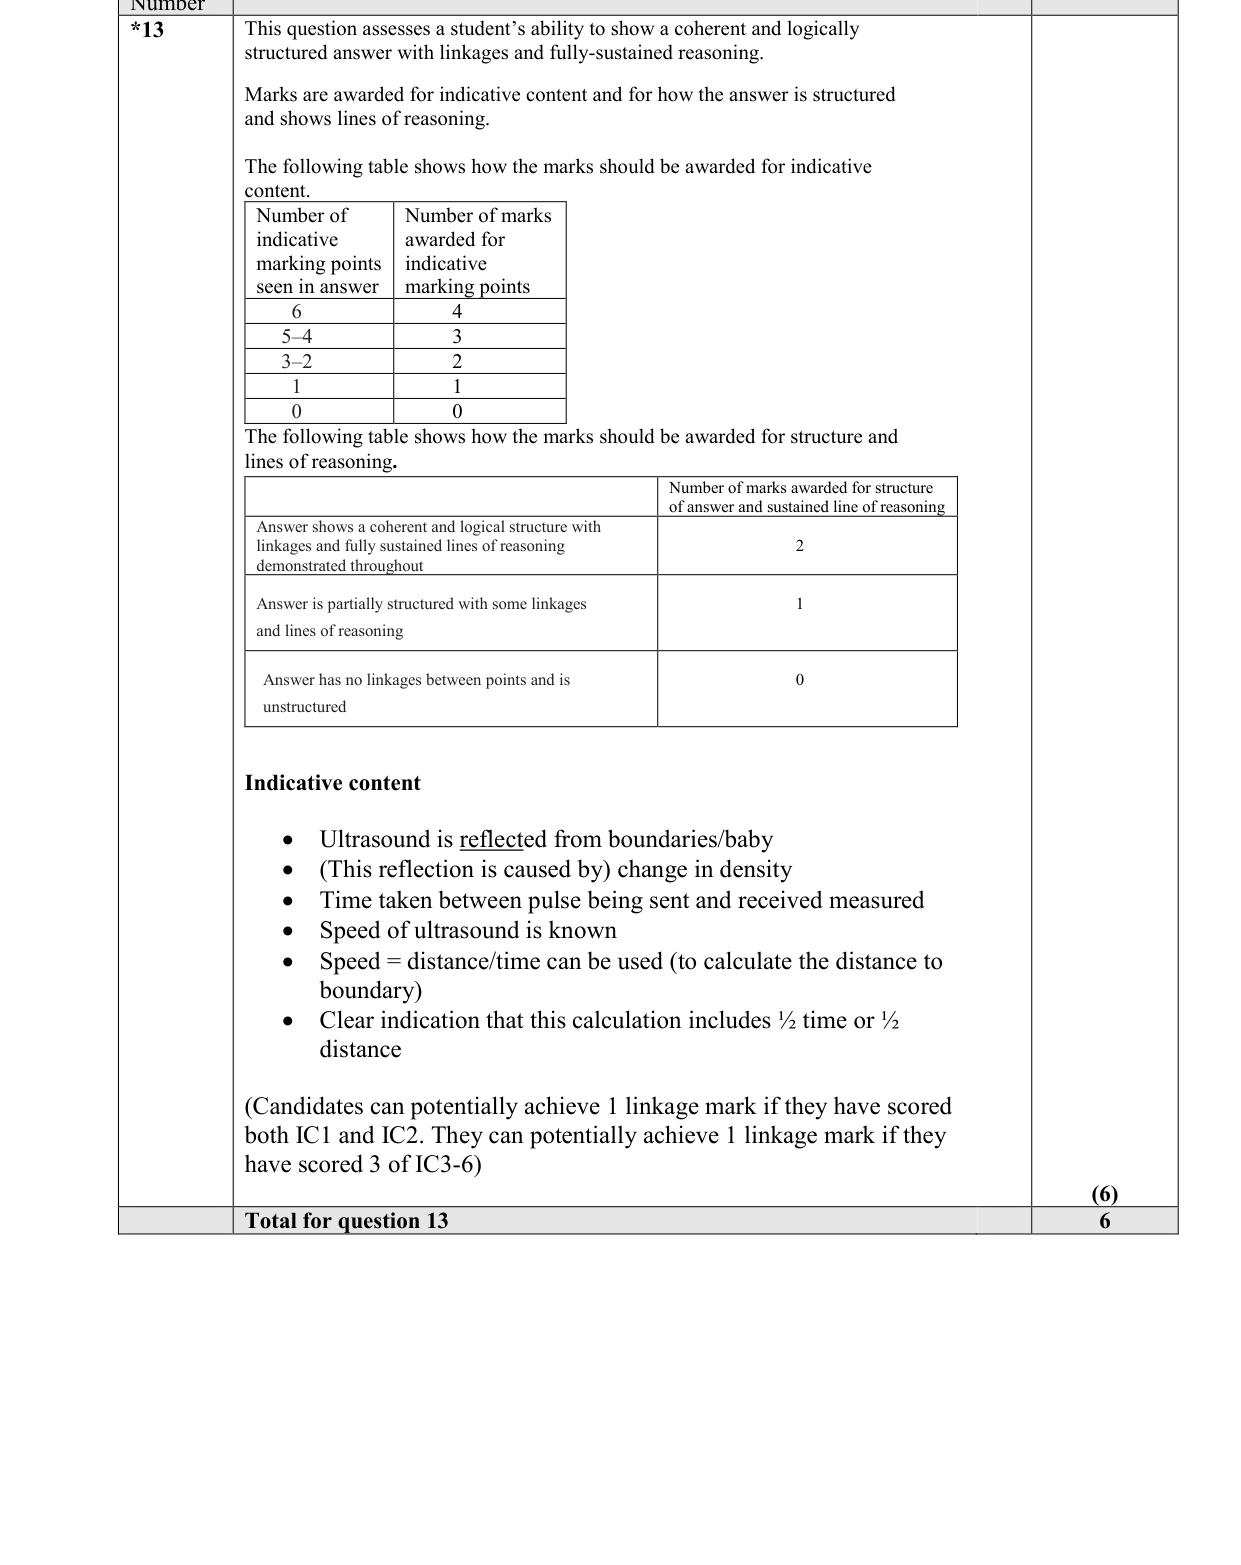 Number
*13
This question assesses a student’s ability to show a coherent and logically
structured answer with linkages and fully-sustained reasoning.
Marks are awarded for indicative content and for how the answer is structured
and shows lines of reasoning.
The following table shows how the marks should be awarded for indicative
content.
Number of
indicative
marking points
seen in answer
Number of marks
awarded for
indicative
marking points
6 4
5–4 3
3–2 2
1 1
0 0
The following table shows how the marks should be awarded for structure and
lines of reasoning.
Number of marks awarded for structure
of answer and sustained line of reasoning
Answer shows a coherent and logical structure with
linkages and fully sustained lines of reasoning
demonstrated throughout
2
Answer is partially structured with some linkages
and lines of reasoning
1
Answer has no linkages between points and is
unstructured
0
Indicative content
• Ultrasound is reflected from boundaries/baby
• (This reflection is caused by) change in density
• Time taken between pulse being sent and received measured
• Speed of ultrasound is known
• Speed = distance/time can be used (to calculate the distance to
boundary)
• Clear indication that this calculation includes ½ time or ½
distance
(Candidates can potentially achieve 1 linkage mark if they have scored
both IC1 and IC2. They can potentially achieve 1 linkage mark if they
have scored 3 of IC3-6)
(6)
Total for question 13 6